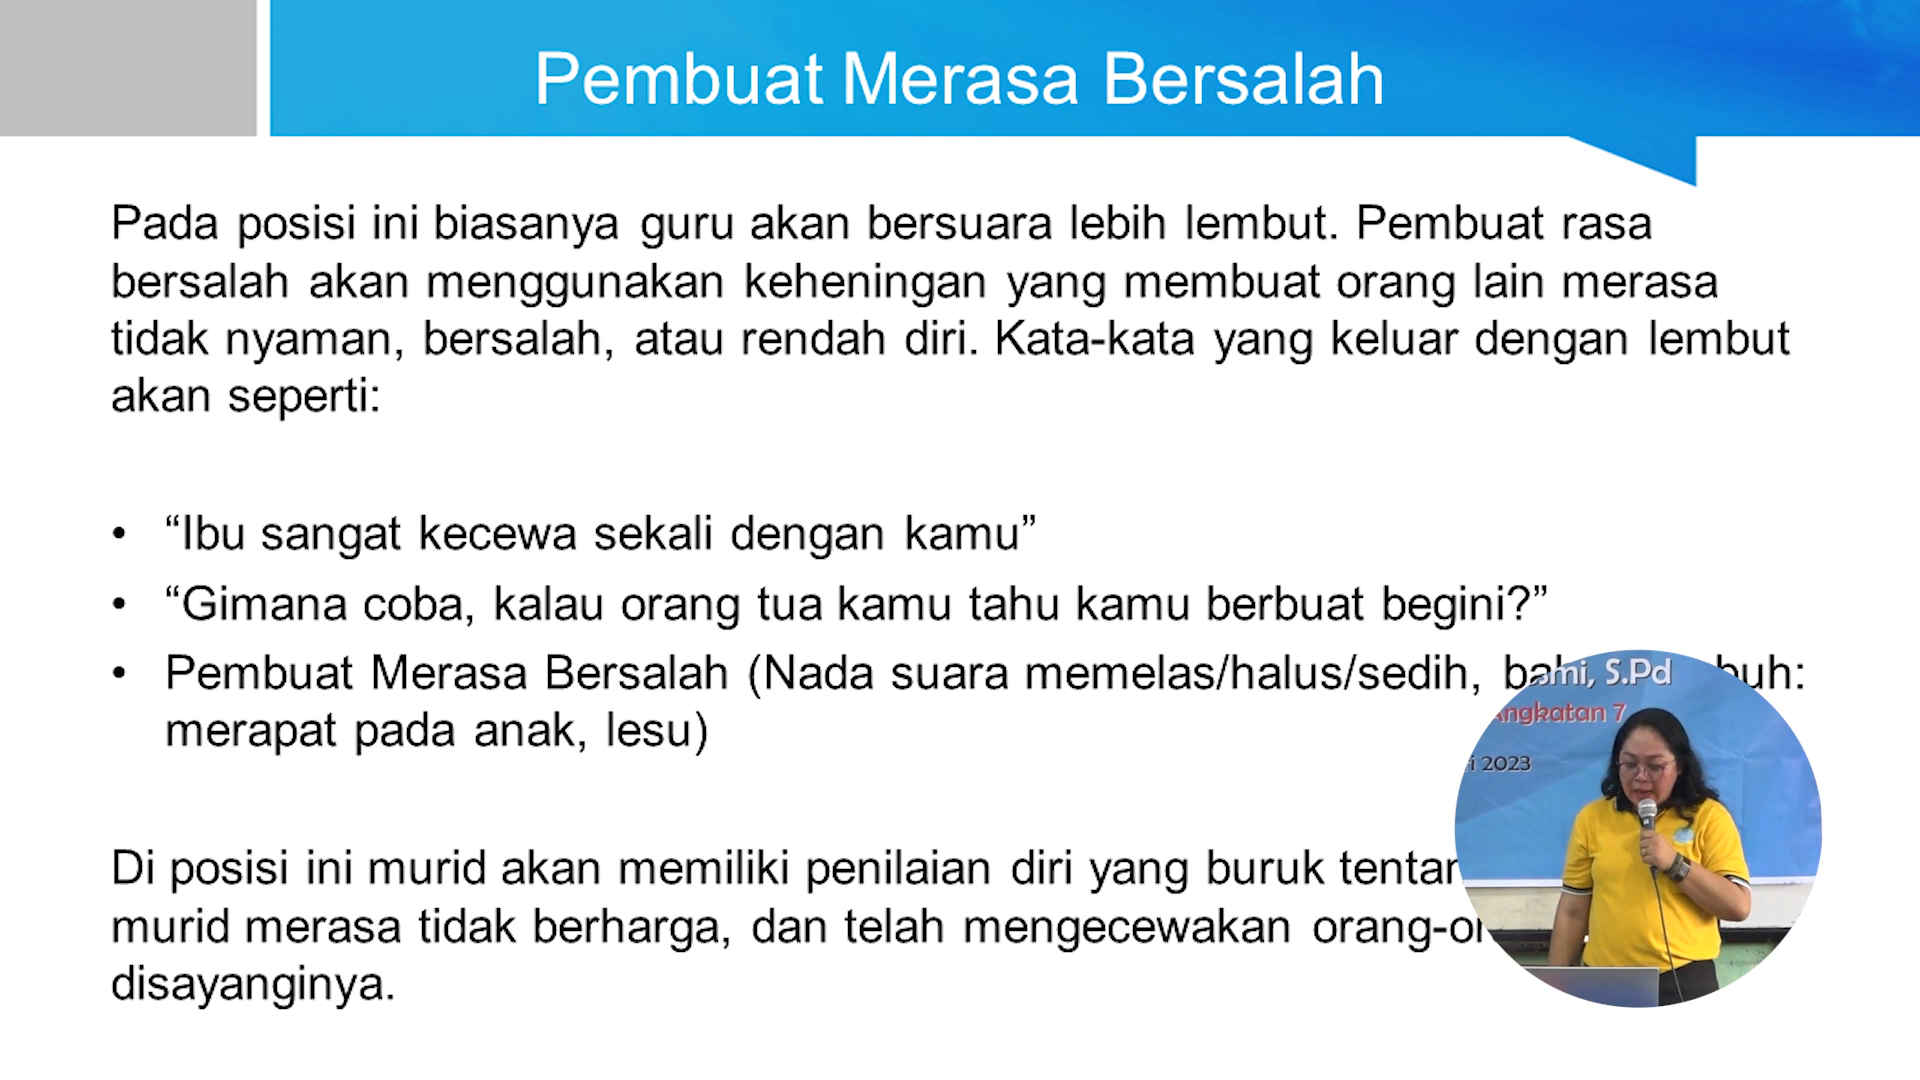 Pembuat Merasa Bersalah
Pada posisi ini biasanya guru akan bersuara lebih lembut. Pembuat rasa
bersalah akan menggunakan keheningan yang membuat orang lain merasa
tidak nyaman, bersalah, atau rendah diri. Kata-kata yang keluar dengan lembut
akan seperti:
• “Ibu sangat kecewa sekali dengan kamu”
• “Gimana coba, kalau orang tua kamu tahu kamu berbuat begini?”
• Pembuat Merasa Bersalah (Nada suara memelas/halus/sedih,
merapat pada anak, lesu)
Di posisi ini murid akan memiliki penilaian diri yang buruk
murid merasa tidak berharga, dan telah mengecewakan
disayanginya.
S.Pd
Angkatan 7
2023